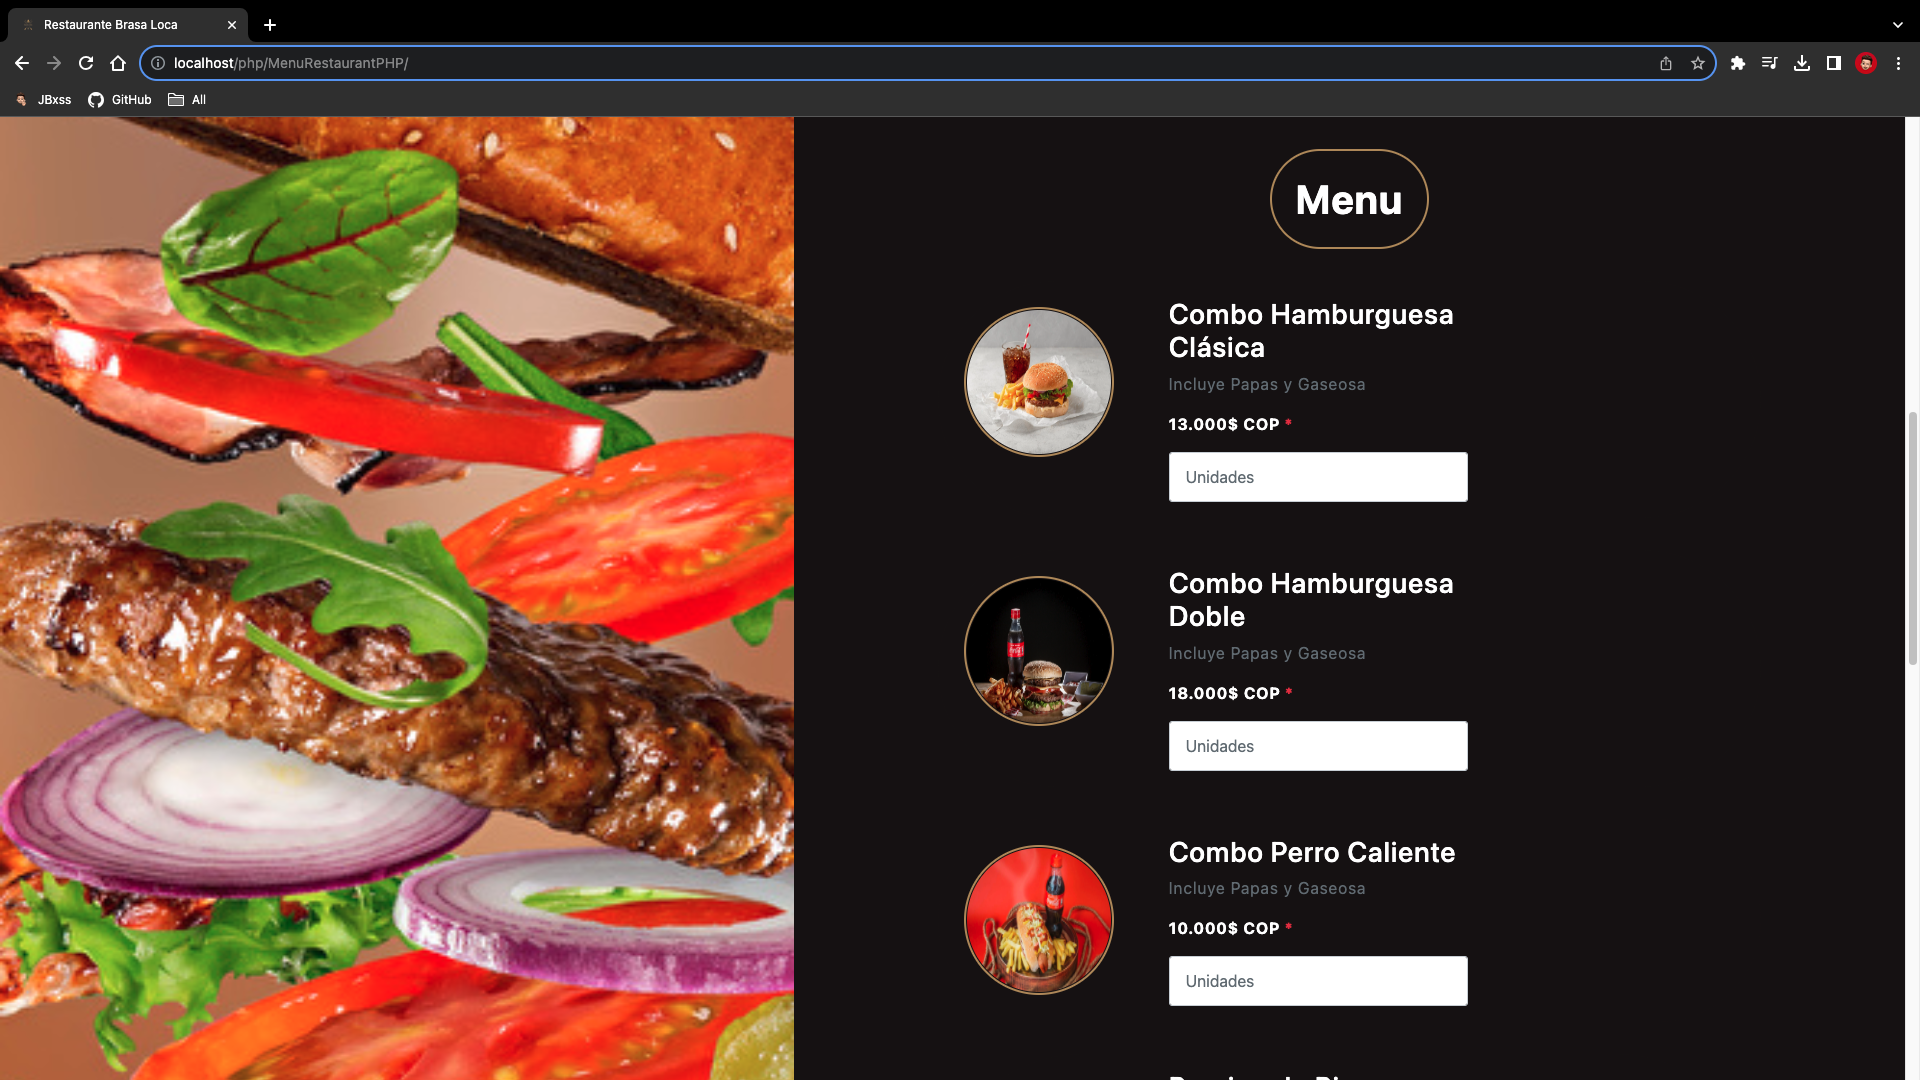 Restaurante Brasa Loca
localhost/php/MenuRestaurantPHP/
JBxss
GitHub
All
Menu
Combo Hamburguesa
Clásica
Incluye Papas y Gaseosa
13.000$ COP *
Unidades
Combo Hamburguesa
Doble
Incluye Papas y Gaseosa
18.000$ COP *
Unidades
Combo Perro Caliente
Incluye Papas y Gaseosa
10.000$ COP *
Unidades